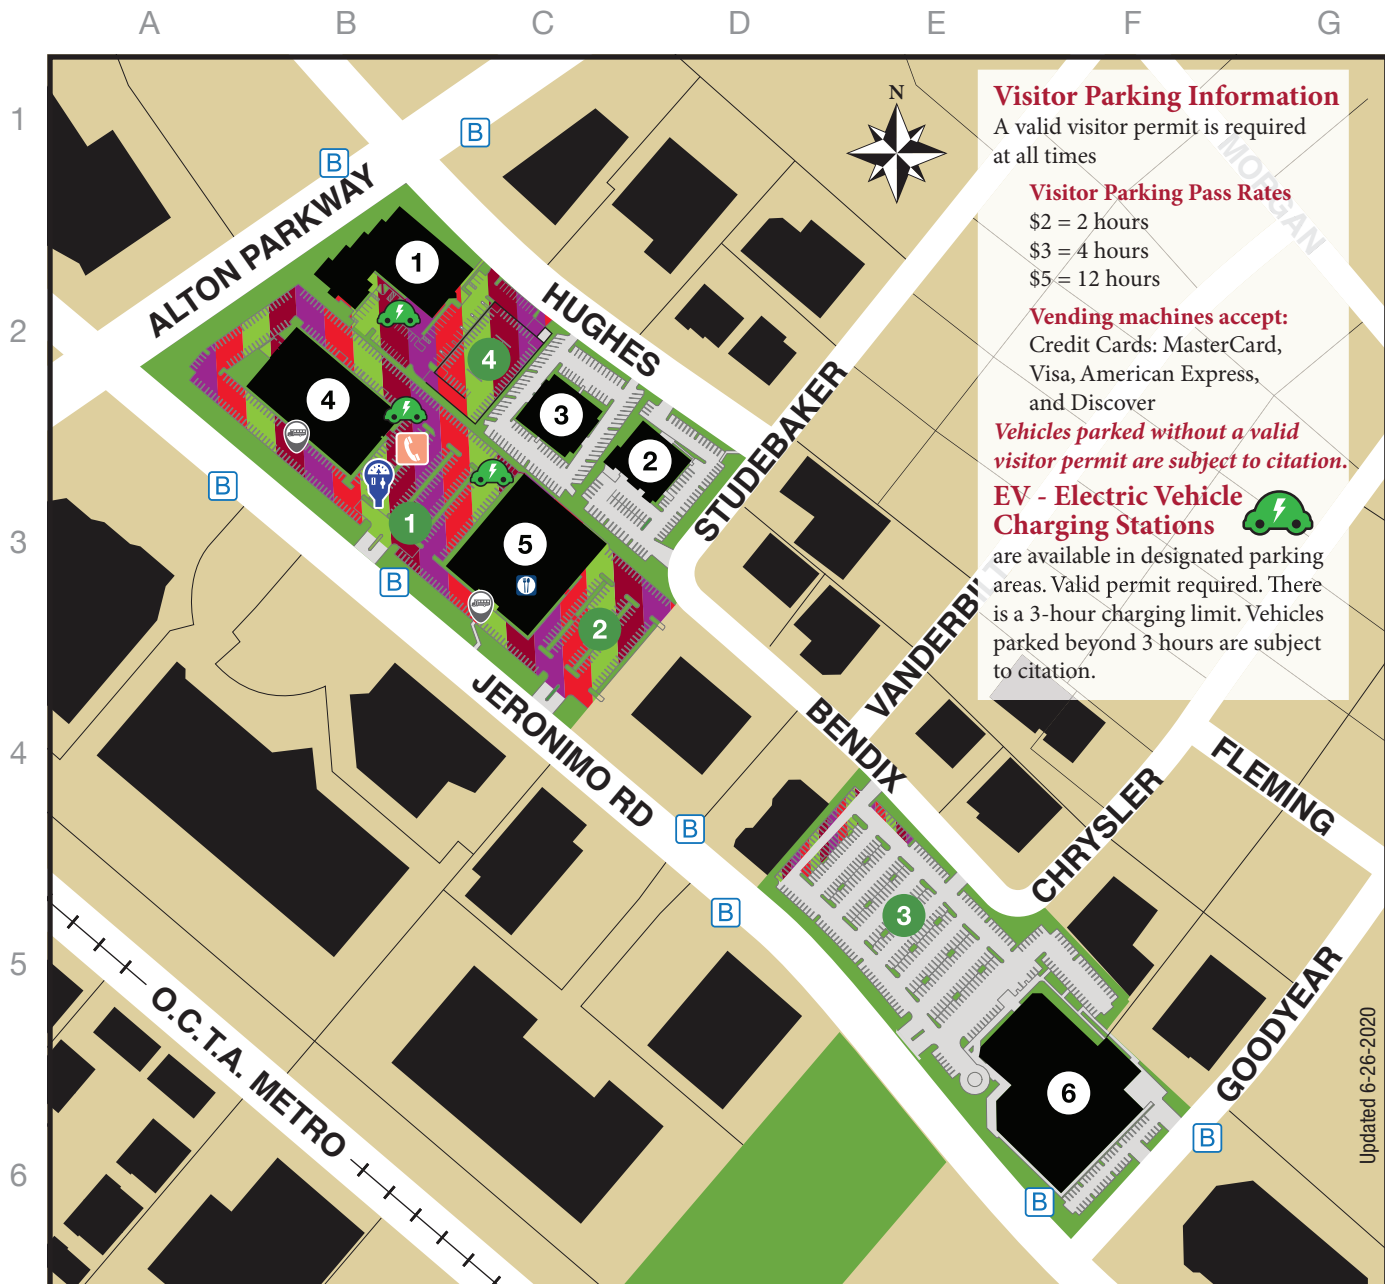 A B C D E F G
1
2
3
4
5
6
N
Visitor Parking Information
A valid visitor permit is required
at all times
Visitor Parking Pass Rates
$2 = 2 hours
$3 = 4 hours
$5 = 12 hours
Vending machines accept:
Credit Cards: MasterCard,
Visa, American Express,
and Discover
Vehicles parked without a valid
visitor permit are subject to citation.
EV - Electric Vehicle
Charging Stations
are available in designated parking
areas. Valid permit required. There
is a 3-hour charging limit. Vehicles
parked beyond 3 hours are subject
to citation.
MORGAN
B
B
ALTON PARKWAY
HUGHES
STUDEBAKER
VANDERBILT
BENDIX
CHRYSLER
FLEMING
GOODYEAR
JERONIMO RD
O.C.T.A. METRO
1
4
4
3
2
1
5
2
3
6
B
B
B
B
B
B
Updated 6-26-2020